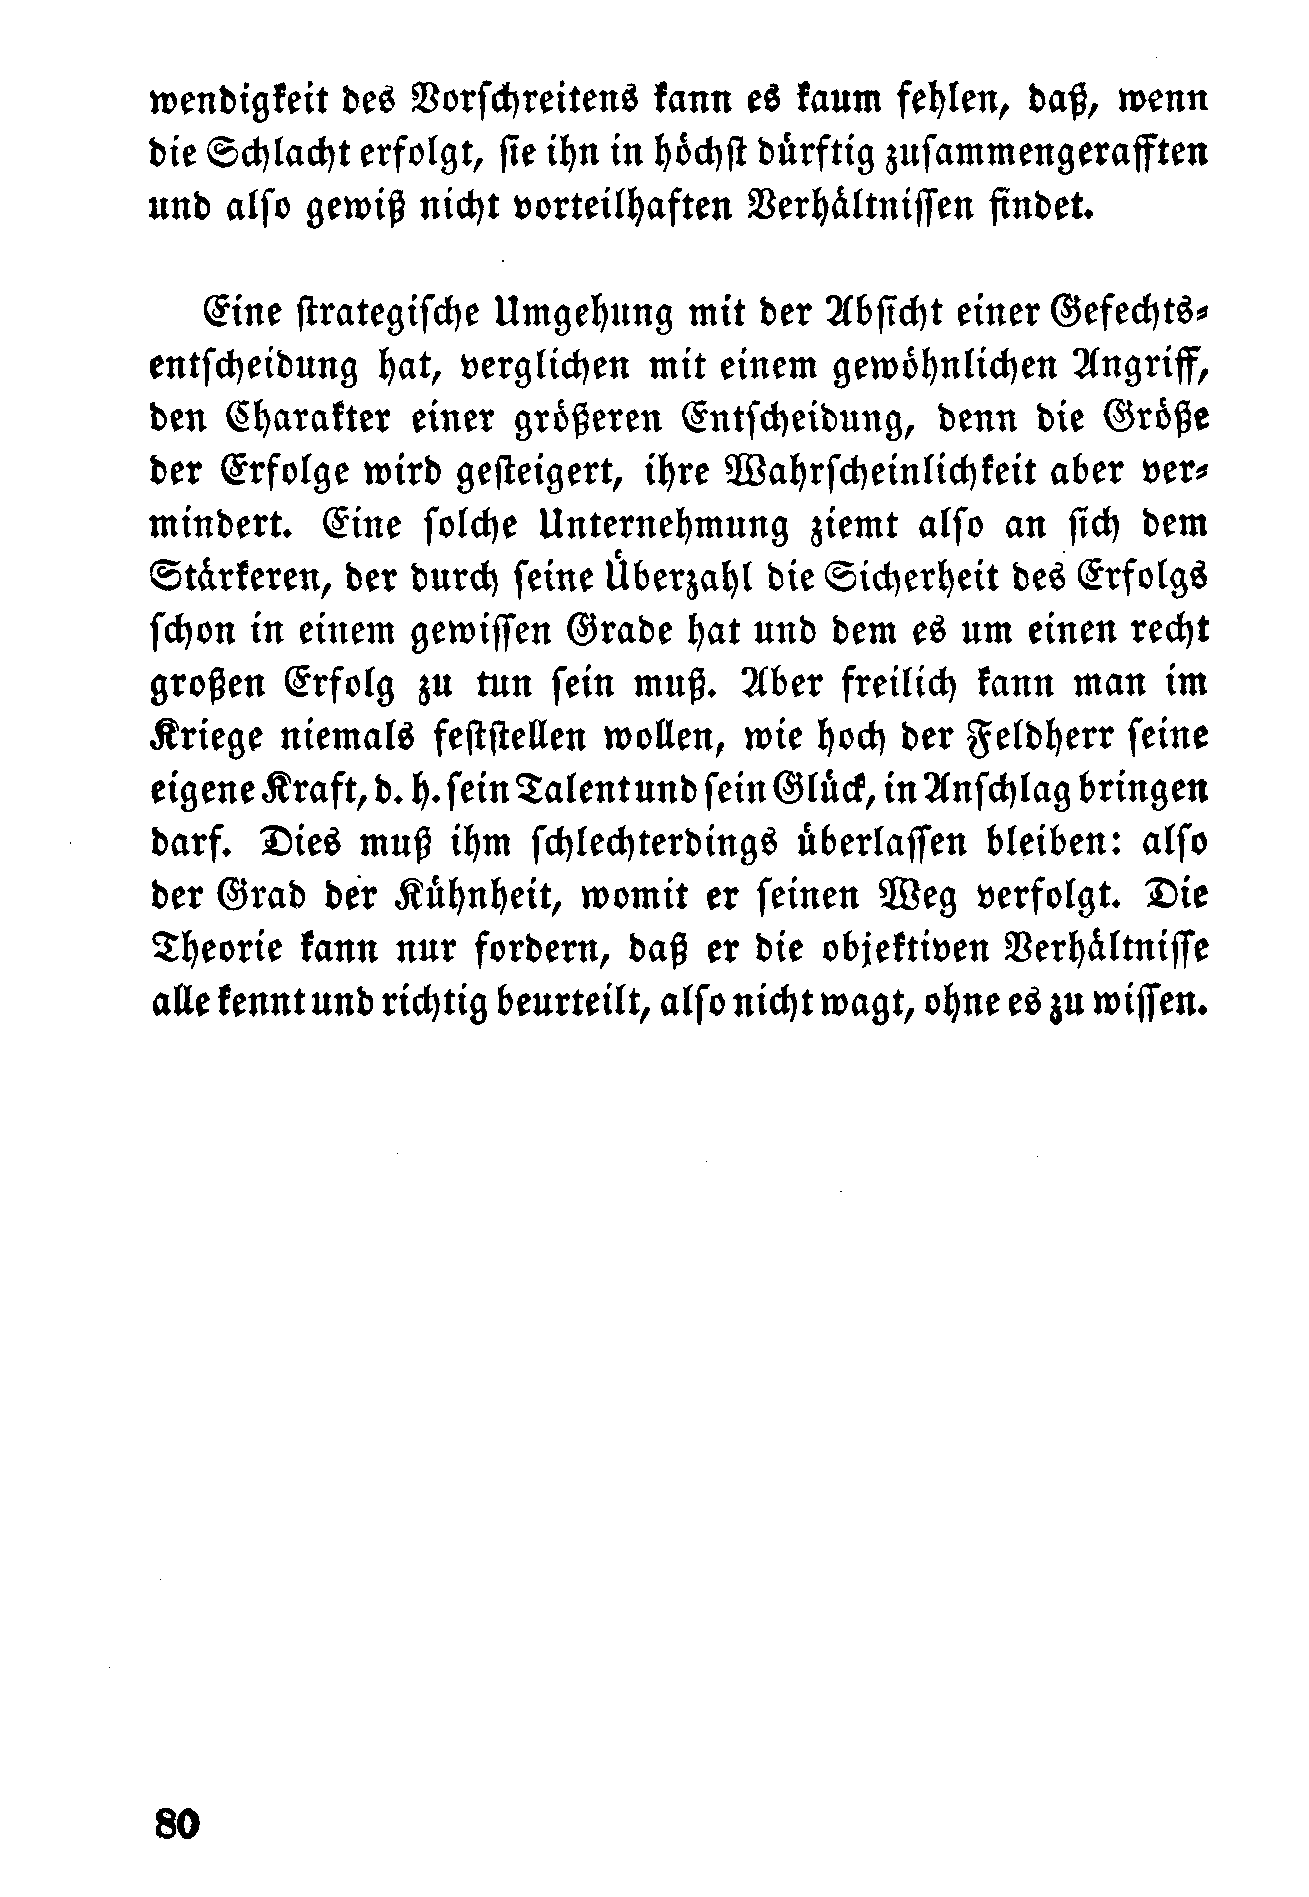 wendigkeit des Vorschreitens kann es kaum fehlen, daß, wenn
die Schlacht erfolgt, sie ihn in höchst dürftig zusammengerafften
und also gewiß nicht vorteilhaften Verhältnissen findet.
Eine strategische Umgehung mit der Absicht einer Gefechts-
entscheidung hat, verglichen mit einem gewöhnlichen Angriff,
den Charakter einer größeren Entscheidung, denn die Größe
der Erfolge wird gesteigert, ihre Wahrscheinlichkeit aber ver-
mindert. Eine solche Unternehmung ziemt also an sich dem
Stärkeren, der durch seine Überzahl die Sicherheit des Erfolgs
schon in einem gewissen Grade hat und dem es um einen recht
großen Erfolg zu tun sein muß. Aber freilich kann man im
Kriege niemals feststellen wollen, wie hoch der Feldherr seine
eigene Kraft, d. h. sein Talent und sein Glück, in Anschlag bringen
darf. Dies muß ihm schlechterdings überlassen bleiben: also
der Grad der Kühnheit, womit er seinen Weg verfolgt. Die
Theorie kann nur fordern, daß er die objektiven Verhältnisse
alle kennt und richtig beurteilt, also nicht wagt, ohne es zu wissen.
80